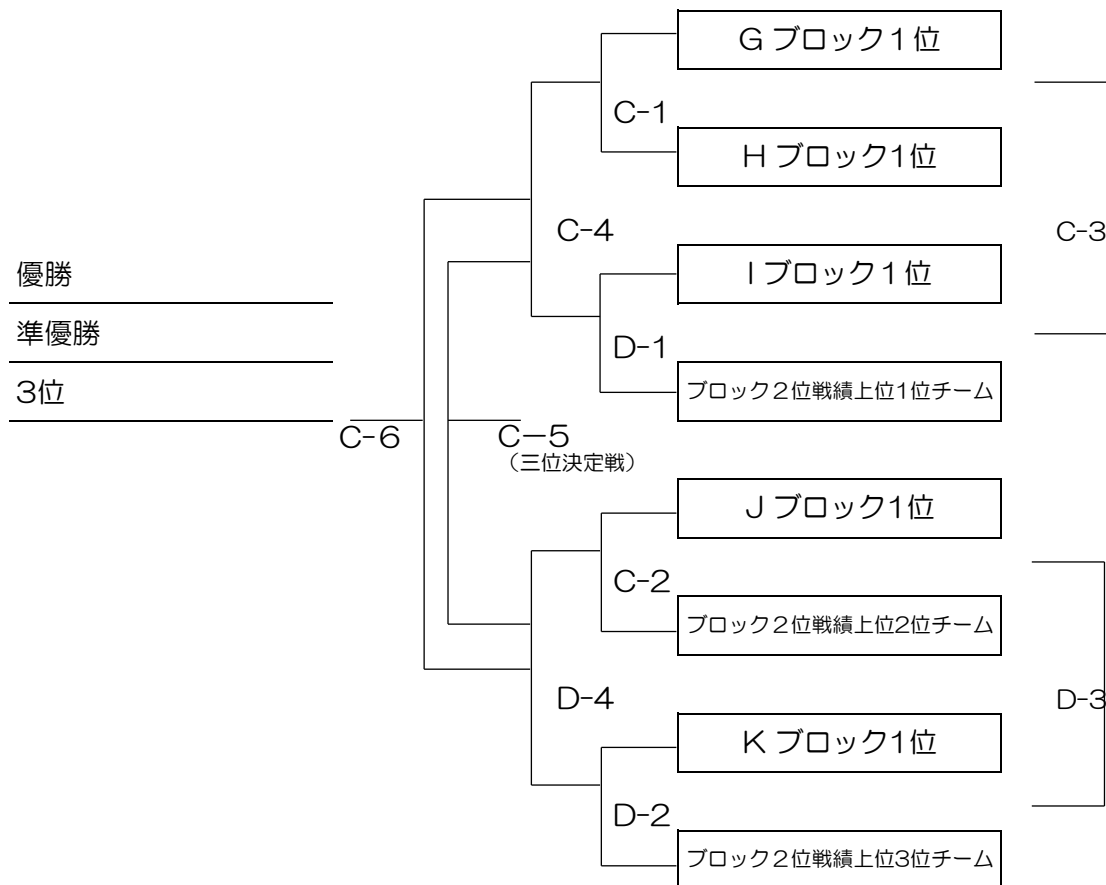 G ブロック1位
C-1
H ブロック1位
C-4
C-3
I ブロック1位
優勝
準優勝
D-1
3位
ブロック2位戦績上位1位チーム
C-6
C-5
(三位決定戦)
J ブロック1位
C-2
ブロック2位戦績上位2位チーム
D-4
D-3
K ブロック1位
D-2
ブロック2位戦績上位3位チーム